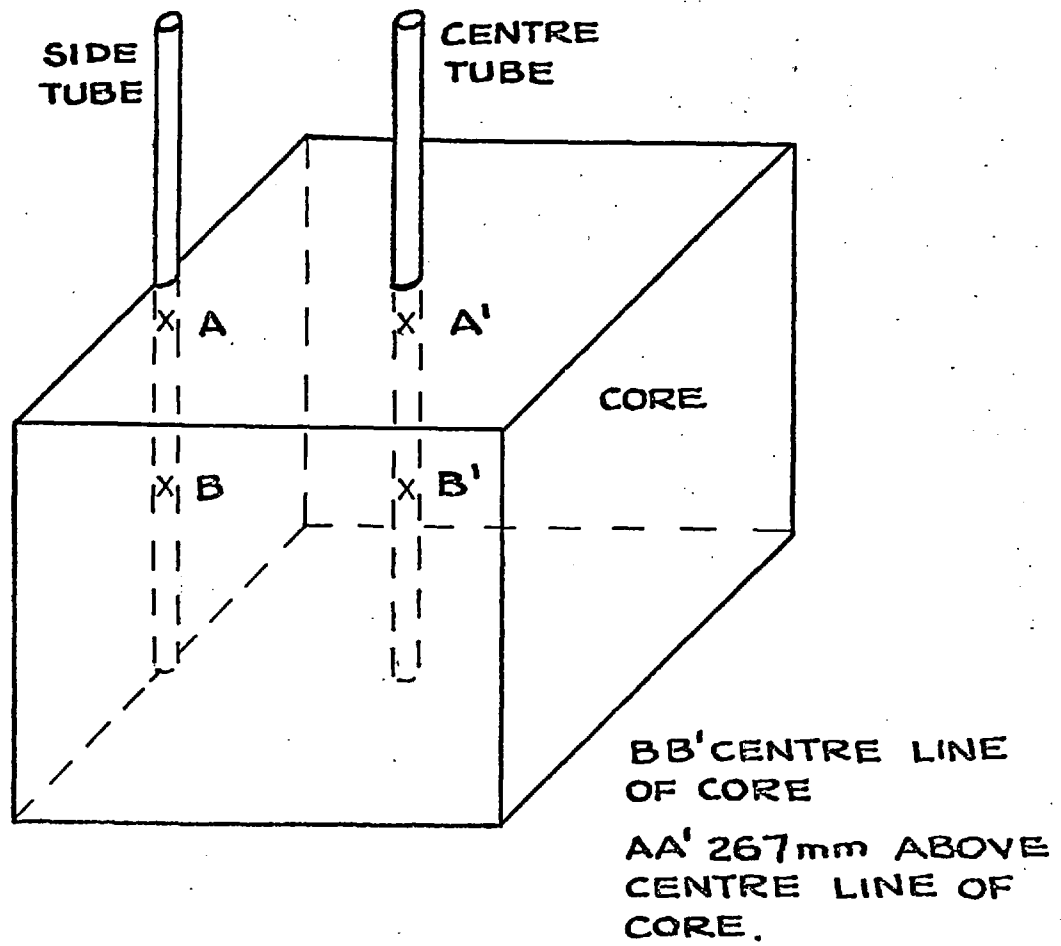 SIDE
TUBE
CENTRE
TUBE
A
A'
CORE
B
B'
BB' CENTRE LINE
OF CORE
AA' 267mm ABOVE
CENTRE LINE OF
CORE.